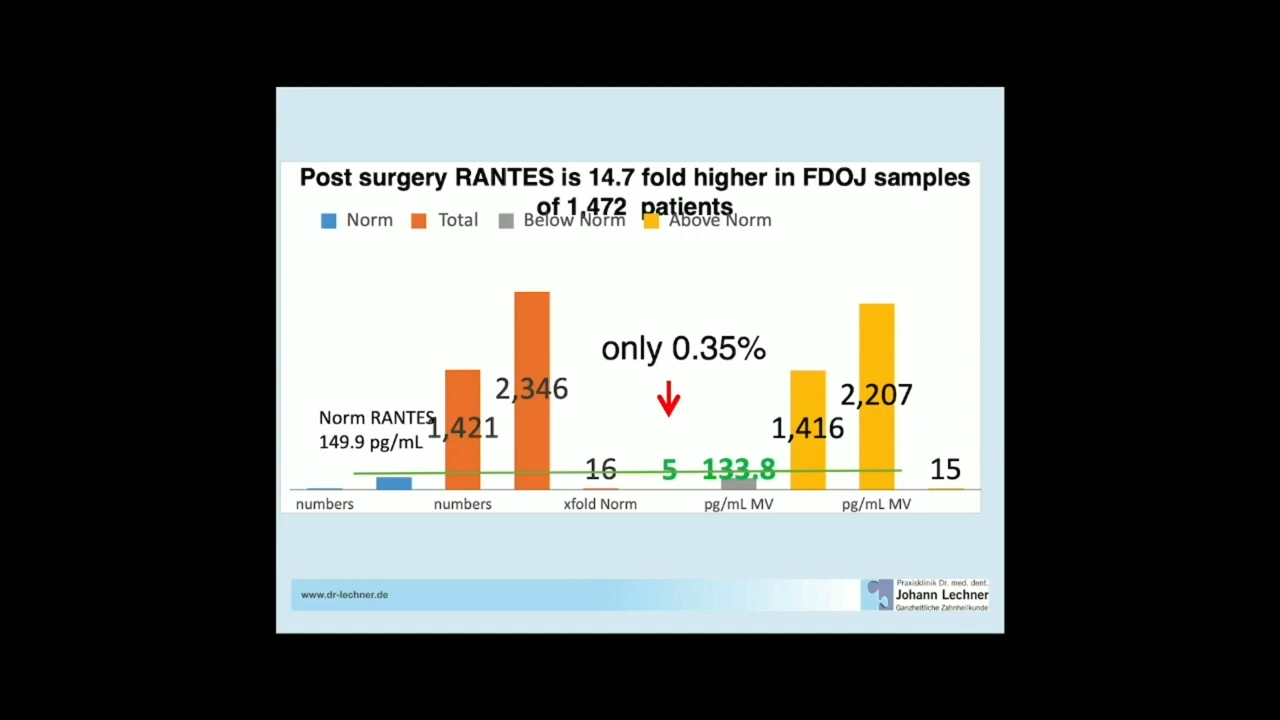 Post surgery RANTES is 14.7 fold higher in FDOJ samples
of 1,472 patients
Norm Total Below Norm Above Norm
only 0.35%
2,346
2,207
Norm RANTES
149.9 pg/mL
1,421
1,416
16
5
133.8
15
numbers numbers xfold Norm pg/mL MV pg/mL MV
www.dr-lechner.de
Praxisklinik Dr. med. dent.
Johann Lechner
Ganzheitliche Zahnheilkunde